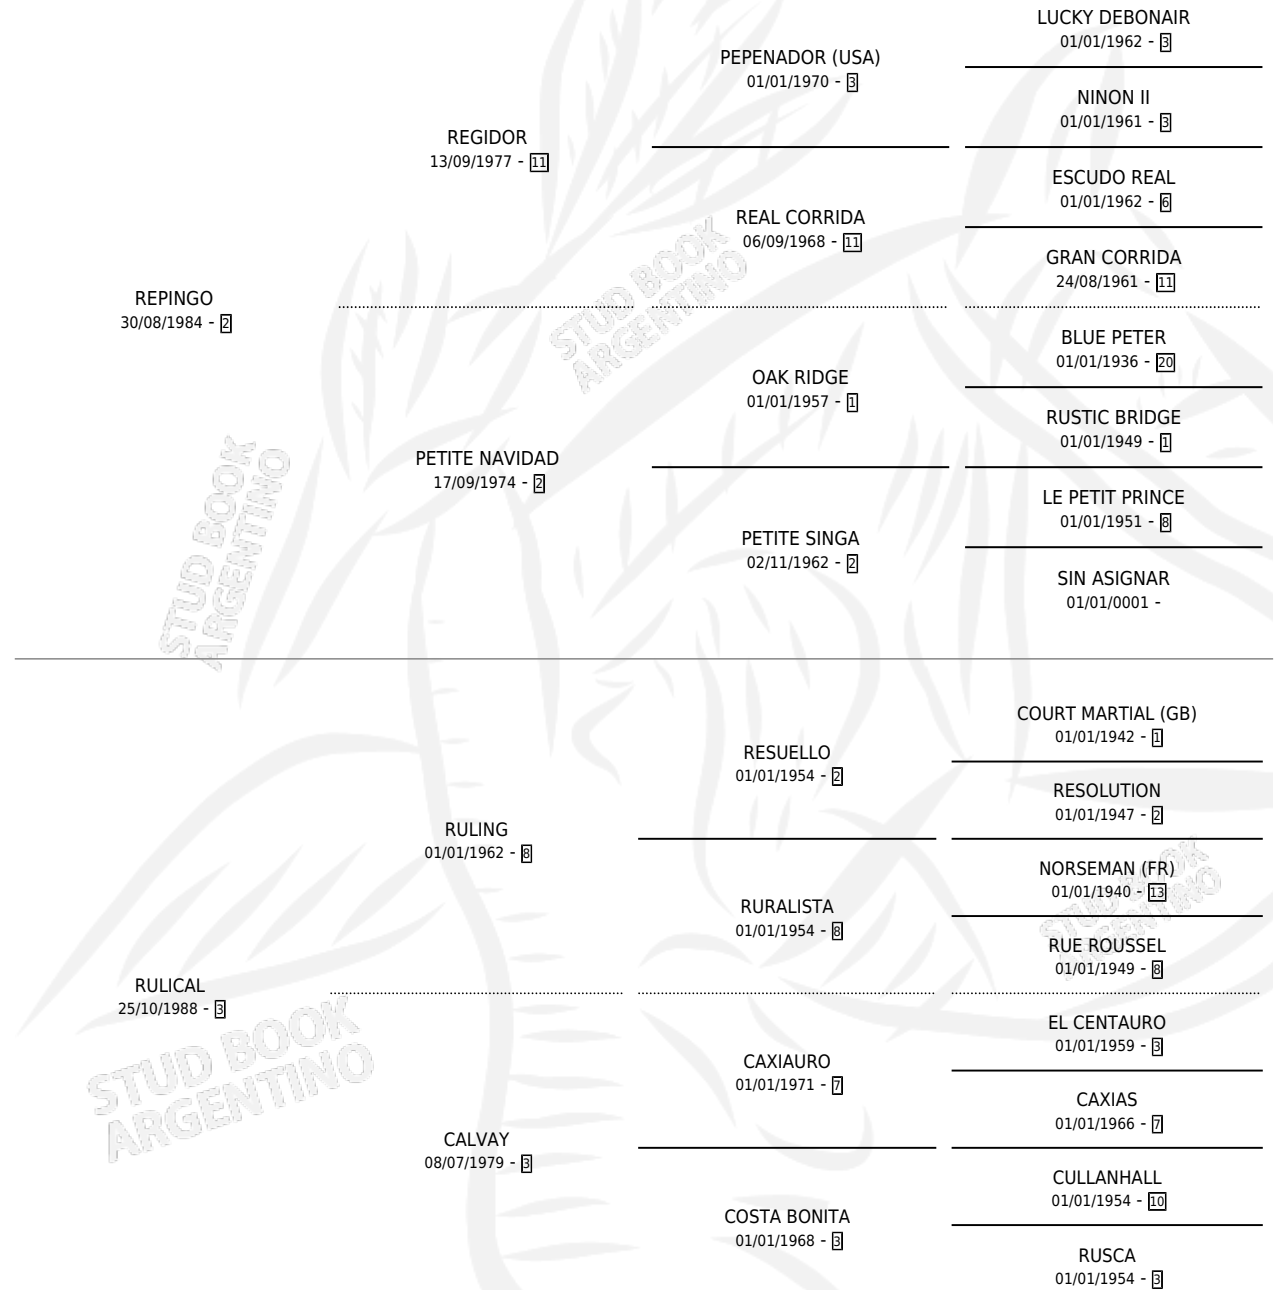 LUCKY DEBONAIR
01/01/1962 - 3
PEPENADOR (USA)
01/01/1970 - 3
NINON II
01/01/1961 - 3
REGIDOR
13/09/1977 - 11
ESCUDO REAL
01/01/1962 - 6
REAL CORRIDA
06/09/1968 - 11
GRAN CORRIDA
24/08/1961 - 11
REPINGO
30/08/1984 - 2
STUD BOOK
ARGENTINO
BLUE PETER
01/01/1936 - 20
OAK RIDGE
01/01/1957 - 1
RUSTIC BRIDGE
01/01/1949 - 1
PETITE NAVIDAD
17/09/1974 - 2
LE PETIT PRINCE
01/01/1951 - 8
PETITE SINGA
02/11/1962 - 2
SIN ASIGNAR
01/01/0001 -
STUD BOOK
ARGENTINO
COURT MARTIAL (GB)
01/01/1942 - 1
RESUELLO
01/01/1954 - 2
RESOLUTION
01/01/1947 - 2
RULING
01/01/1962 - 8
NORSEMAN (FR)
01/01/1940 - 13
RURALISTA
01/01/1954 - 8
RUE ROUSSEL
01/01/1949 - 8
STUD BOOK
ARGENTINO
RULICAL
25/10/1988 - 3
EL CENTAURO
01/01/1959 - 3
CAXIAURO
01/01/1971 - 7
CAXIAS
01/01/1966 - 7
STUD BOOK
ARGENTINO
CALVAY
08/07/1979 - 3
CULLANHALL
01/01/1954 - 10
COSTA BONITA
01/01/1968 - 3
RUSCA
01/01/1954 - 3